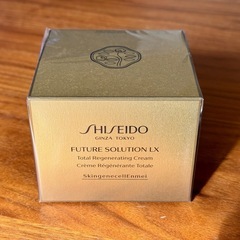 SHISEIDO
GINZA TOKYO
FUTURE SOLUTION LX
Total Regenerating Cream
Crème Régénérante Totale
SkingenecellEnmei